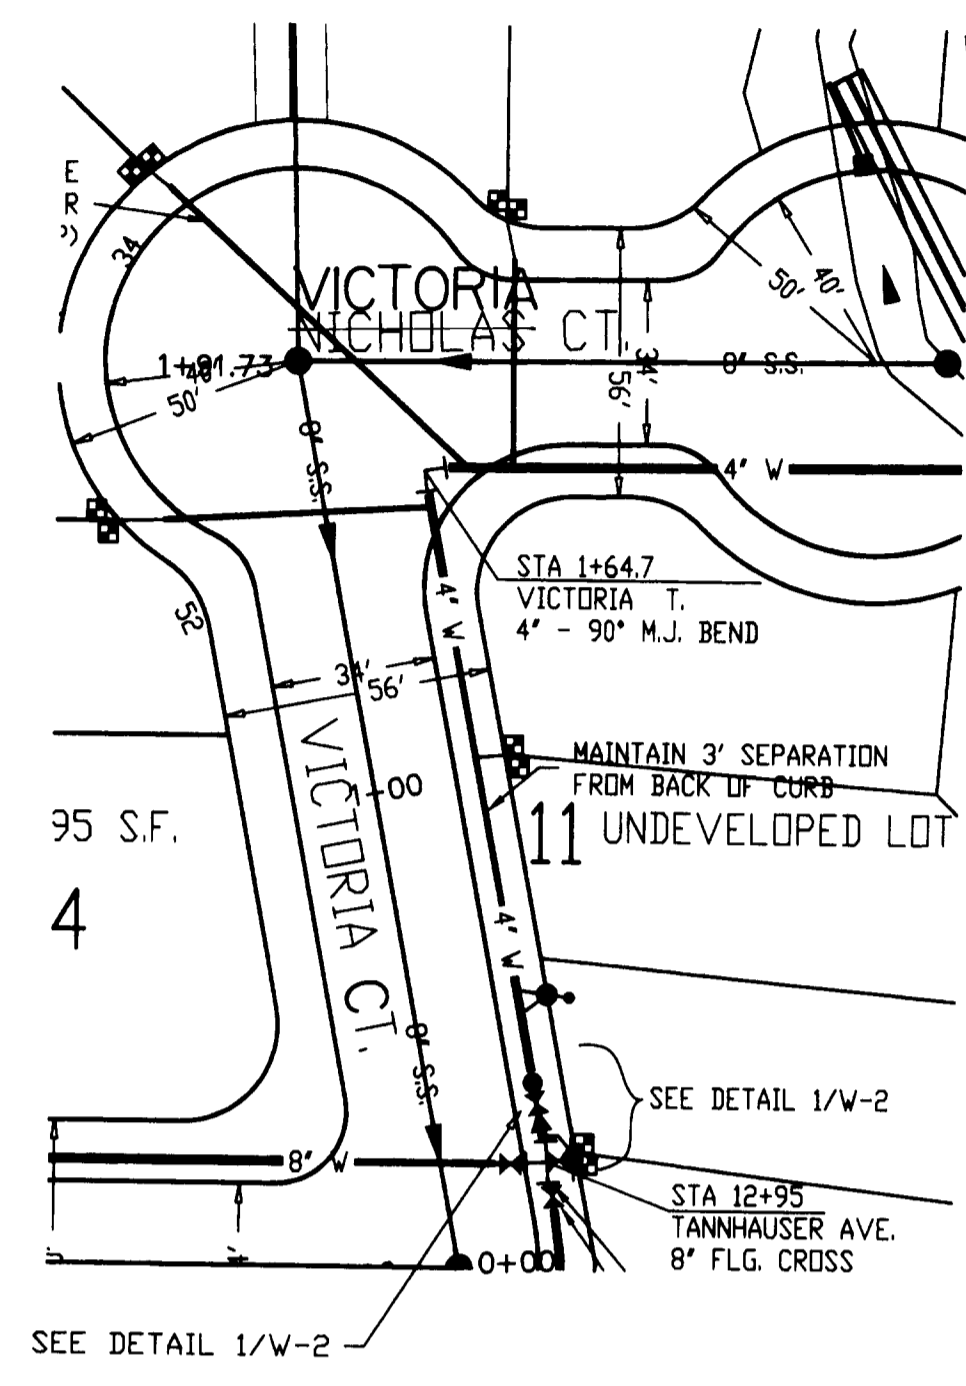 E
R
34
VICTORIA
NICHOLAS CT.
50'
40'
34'
56'
1+81.73
50'
8" S.S.
8" S.S.
4" W
STA 1+64.7
VICTORIA T.
4" - 90° M.J. BEND
4" W
52
34'
56'
MAINTAIN 3' SEPARATION
FROM BACK OF CURB
VICTORIA CT.
+00
95 S.F.
11 UNDEVELOPED LOT
4
4" W
8" S.S.
SEE DETAIL 1/W-2
8" W
STA 12+95
TANNHAUSER AVE.
8" FLG. CROSS
0+00
SEE DETAIL 1/W-2